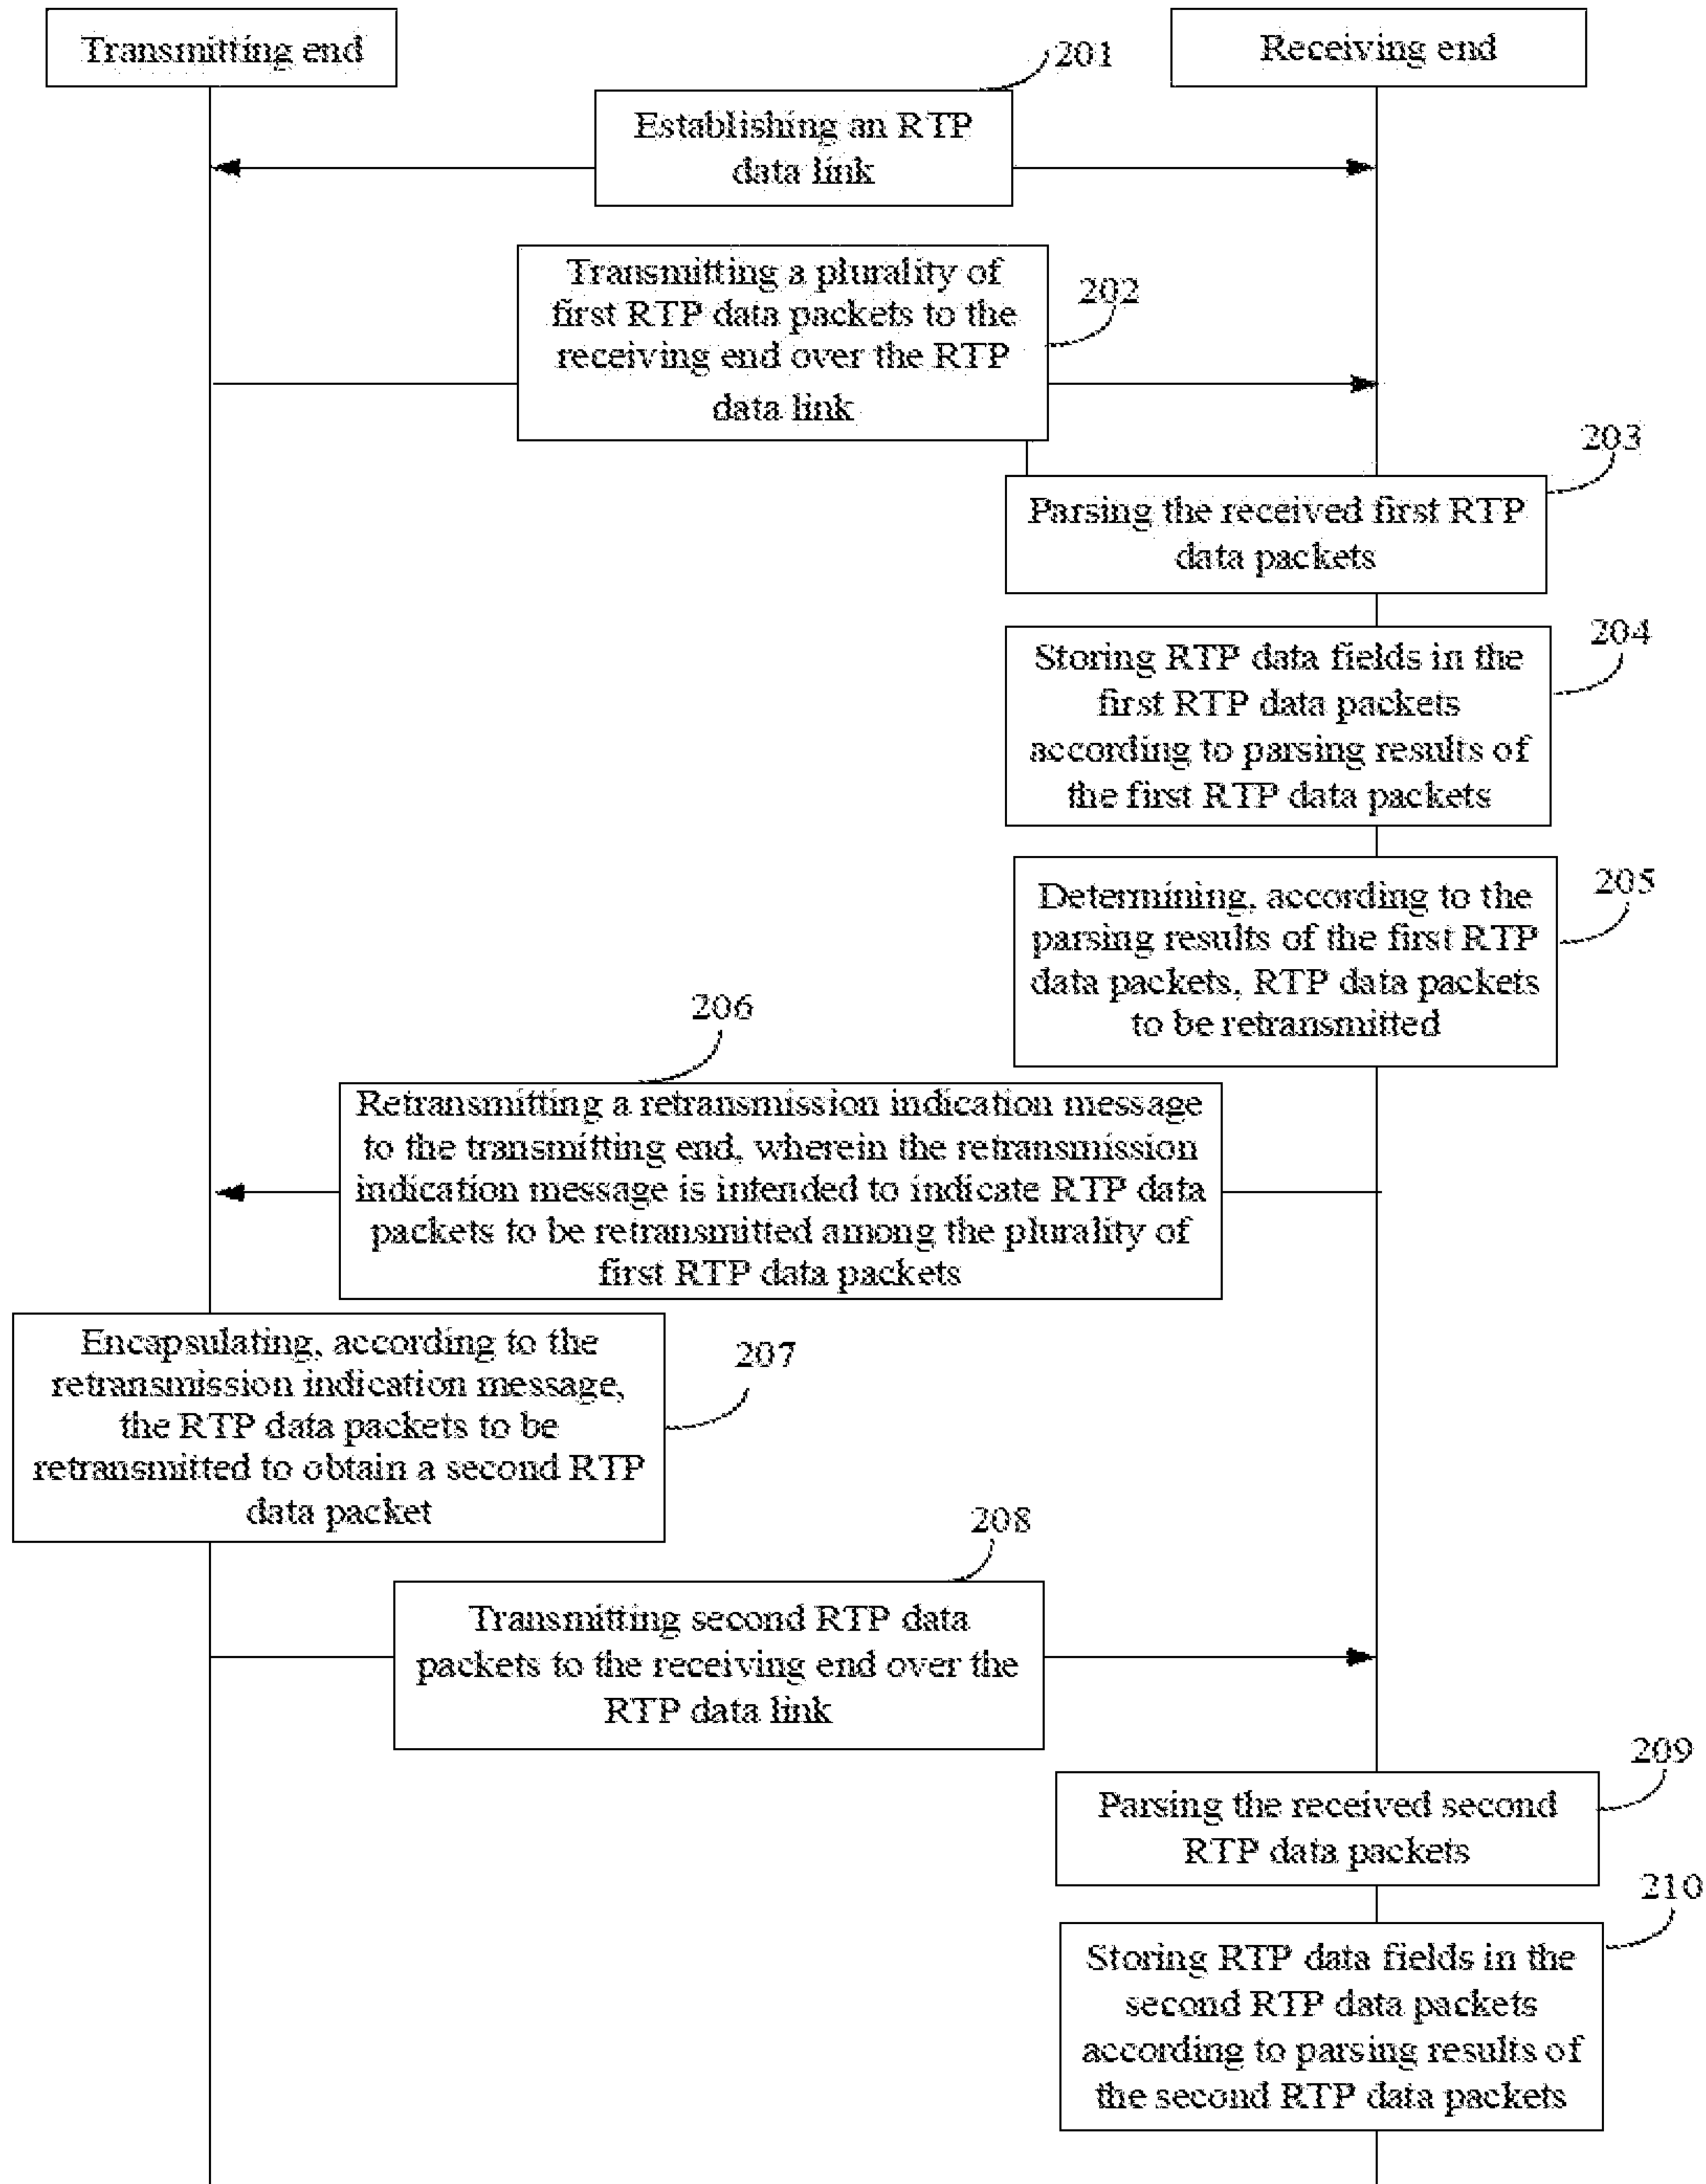 Transmitting end
Receiving end
201
Establishing an RTP
data link
Transmitting a plurality of
first RTP data packets to the
receiving end over the RTP
data link
202
203
Parsing the received first RTP
data packets
204
Storing RTP data fields in the
first RTP data packets
according to parsing results of
the first RTP data packets
205
Determining, according to the
parsing results of the first RTP
data packets, RTP data packets
to be retransmitted
206
Retransmitting a retransmission indication message
to the transmitting end, wherein the retransmission
indication message is intended to indicate RTP data
packets to be retransmitted among the plurality of
first RTP data packets
Encapsulating, according to the
retransmission indication message,
the RTP data packets to be
retransmitted to obtain a second RTP
data packet
207
208
Transmitting second RTP data
packets to the receiving end over the
RTP data link
209
Parsing the received second
RTP data packets
210
Storing RTP data fields in the
second RTP data packets
according to parsing results of
the second RTP data packets